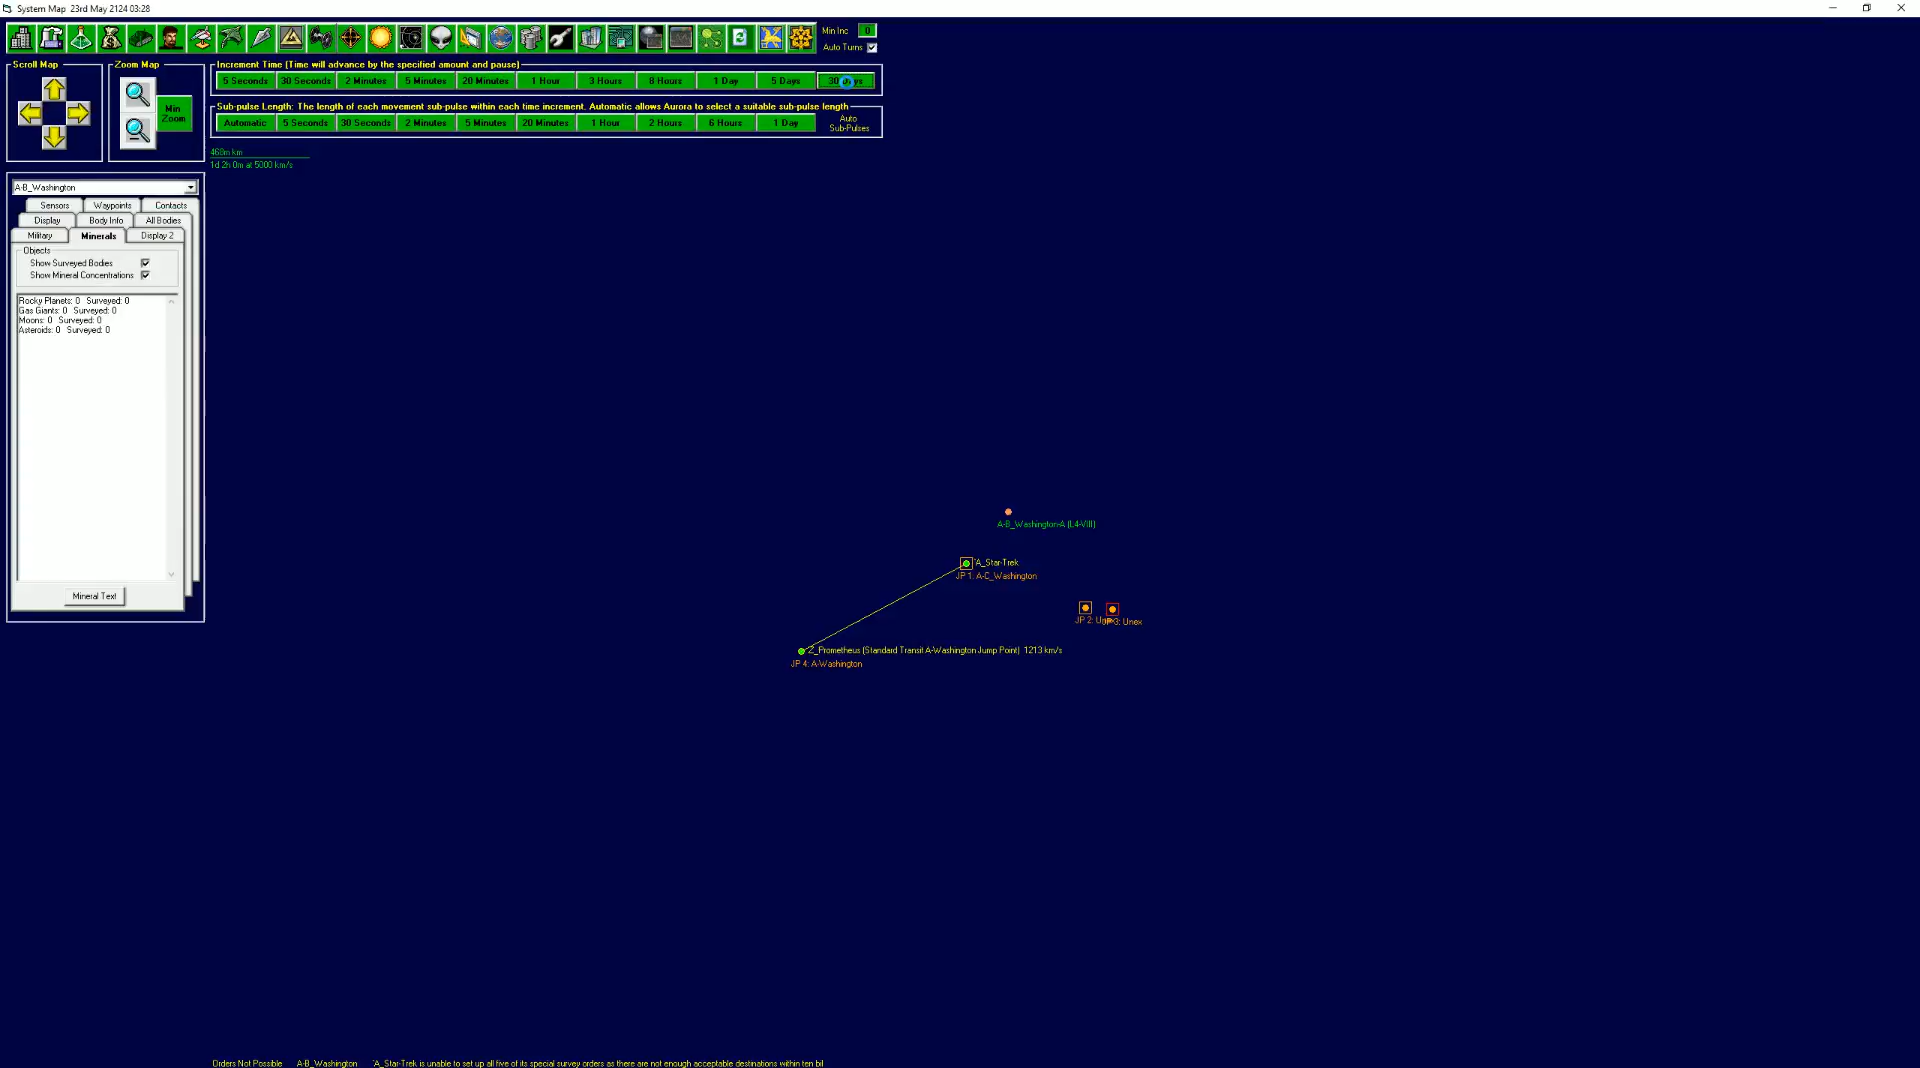 System Map 23rd May 2124 03:28
Min Inc 0
Auto Turns
Scroll Map
Zoom Map
Min Zoom
Increment Time (Time will advance by the specified amount and pause)
5 Seconds 30 Seconds 2 Minutes 5 Minutes 20 Minutes 1 Hour 3 Hours 8 Hours 1 Day 5 Days
Sub-pulse Length: The length of each movement sub-pulse within each time increment. Automatic allows Aurora to select a suitable sub-pulse length
Automatic 5 Seconds 30 Seconds 2 Minutes 5 Minutes 20 Minutes 1 Hour 2 Hours 6 Hours 1 Day
Auto
Sub-Pulses
468m km
1d 2h 0m at 5000 km/s
A-B_Washington
Sensors Waypoints Contacts
Display Body Info All Bodies
Military Minerals Display 2
Objects
Show Surveyed Bodies
Show Mineral Concentrations
Rocky Planets: 0 Surveyed: 0
Gas Giants: 0 Surveyed: 0
Moons: 0 Surveyed: 0
Asteroids: 0 Surveyed: 0
Mineral Text
A-B_Washington-A (L4-VIII)
'A_Star-Trek
JP 1: A-C_Washington
JP 2:
Unex
Z_Prometheus (Standard Transit A-Washington Jump Point) 1213 km/s
JP 4: A-Washington
Orders Not Possible A-B_Washington 'A_Star-Trek is unable to set up all five of its special survey orders as there are not enough acceptable destinations within ten bil